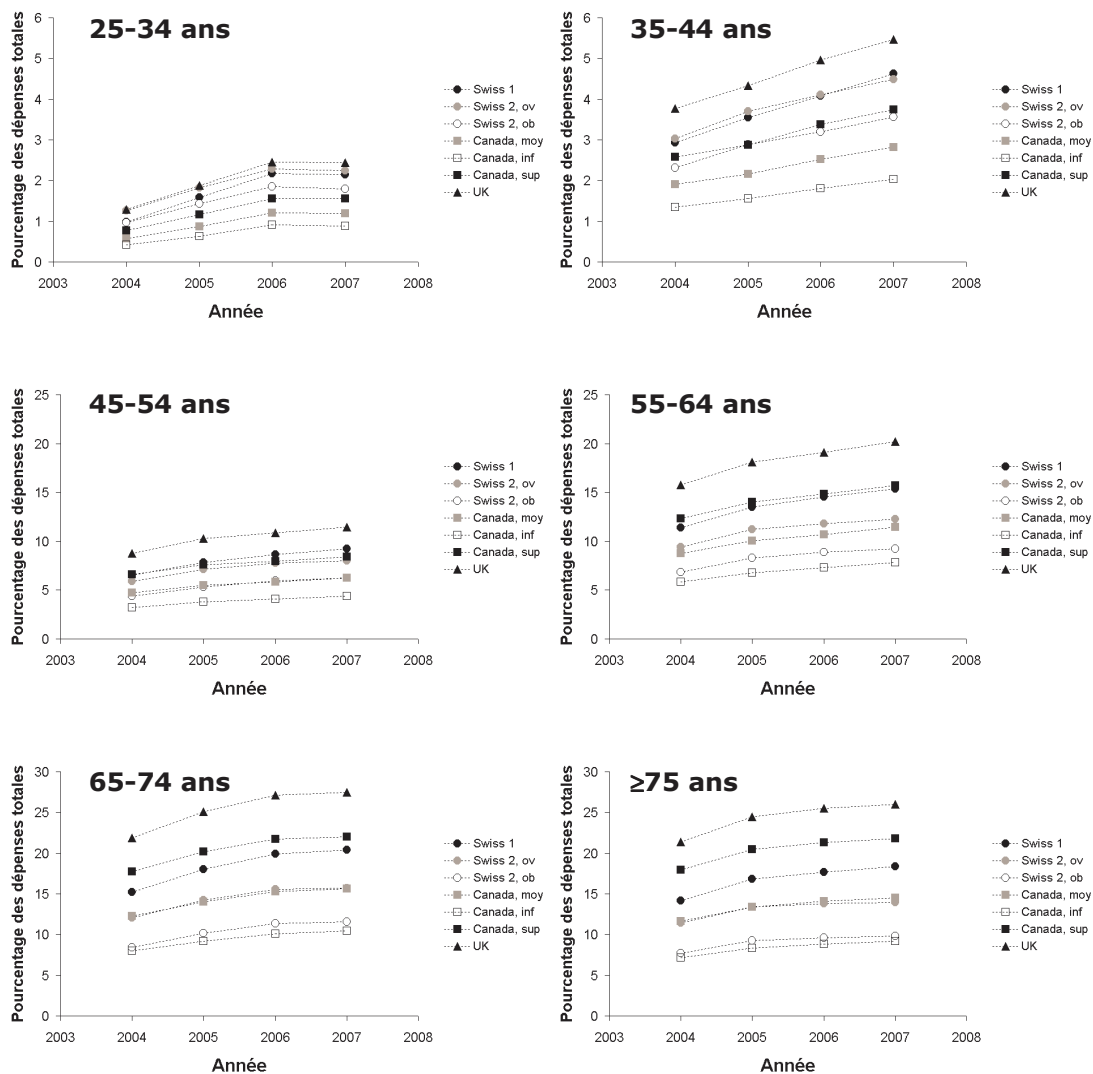 25-34 ans
Pourcentage des dépenses totales
6
5
4
3
2
1
0
2003 2004 2005 2006 2007 2008
Année
Swiss 1
Swiss 2, ov
Swiss 2, ob
Canada, moy
Canada, inf
Canada, sup
UK
35-44 ans
Pourcentage des dépenses totales
6
5
4
3
2
1
0
2003 2004 2005 2006 2007 2008
Année
Swiss 1
Swiss 2, ov
Swiss 2, ob
Canada, moy
Canada, inf
Canada, sup
UK
45-54 ans
Pourcentage des dépenses totales
25
20
15
10
5
0
2003 2004 2005 2006 2007 2008
Année
Swiss 1
Swiss 2, ov
Swiss 2, ob
Canada, moy
Canada, inf
Canada, sup
UK
55-64 ans
Pourcentage des dépenses totales
25
20
15
10
5
0
2003 2004 2005 2006 2007 2008
Année
Swiss 1
Swiss 2, ov
Swiss 2, ob
Canada, moy
Canada, inf
Canada, sup
UK
65-74 ans
Pourcentage des dépenses totales
30
25
20
15
10
5
0
2003 2004 2005 2006 2007 2008
Année
Swiss 1
Swiss 2, ov
Swiss 2, ob
Canada, moy
Canada, inf
Canada, sup
UK
≥75 ans
Pourcentage des dépenses totales
30
25
20
15
10
5
0
2003 2004 2005 2006 2007 2008
Année
Swiss 1
Swiss 2, ov
Swiss 2, ob
Canada, moy
Canada, inf
Canada, sup
UK